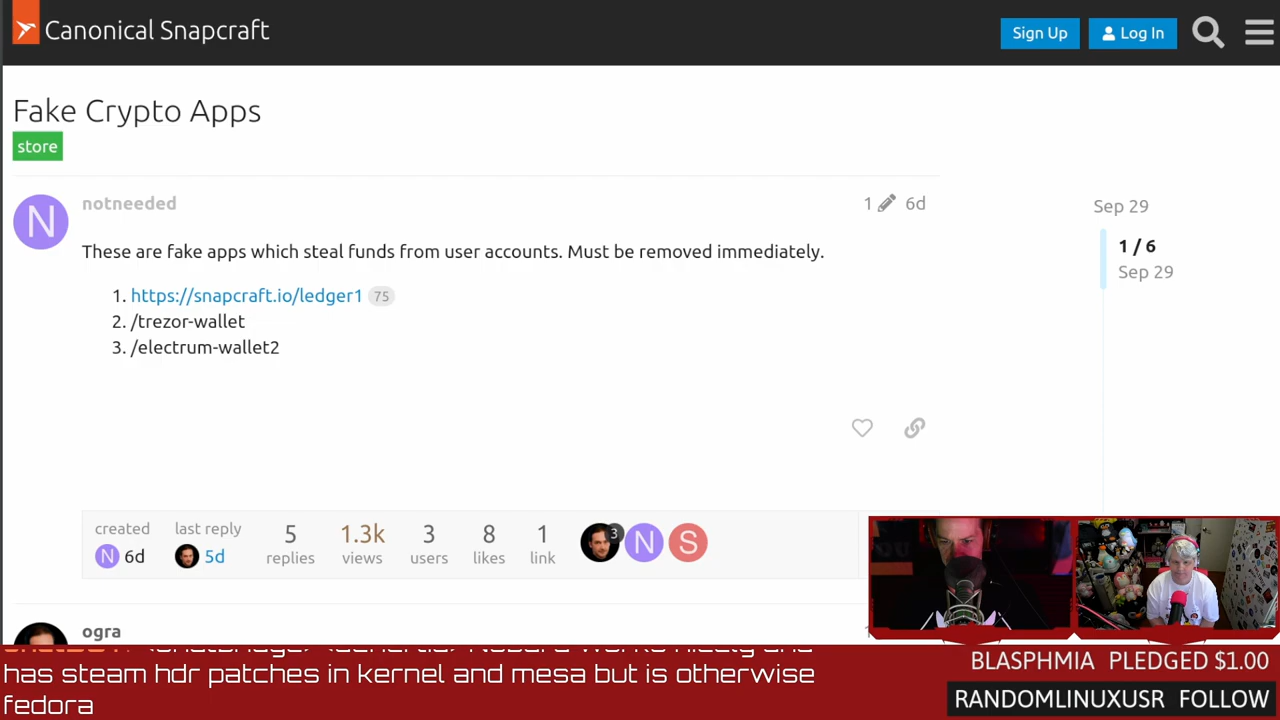 Canonical Snapcraft
Sign Up
Log In
Fake Crypto Apps
store
N
notneeded
1 6d
These are fake apps which steal funds from user accounts. Must be removed immediately.
1. https://snapcraft.io/ledger1 75
2. /trezor-wallet
3. /electrum-wallet2
Sep 29
1 / 6
Sep 29
created
N 6d
last reply
5d
5
replies
1.3k
views
3
users
8
likes
1
link
3
N
S
ogra
has steam hdr patches in kernel and mesa but is otherwise
fedora
BLASPHMIA PLEDGED $1.00
RANDOMLINUXUSR FOLLOW